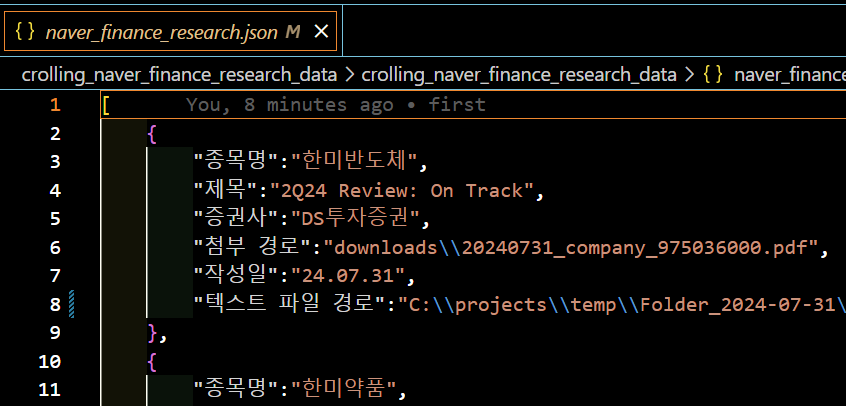 {} naver_finance_research.json M ×
crolling_naver_finance_research_data > crolling_naver_finance_research_data > {} naver_finance
1 [ You, 8 minutes ago • first
2 {
3 "종목명":"한미반도체",
4 "제목":"2Q24 Review: On Track",
5 "증권사":"DS투자증권",
6 "첨부 경로":"downloads\\20240731_company_975036000.pdf",
7 "작성일":"24.07.31",
8 "텍스트 파일 경로":"C:\\projects\\temp\\Folder_2024-07-31\
9 },
10 {
11 "종목명":"한미약품",